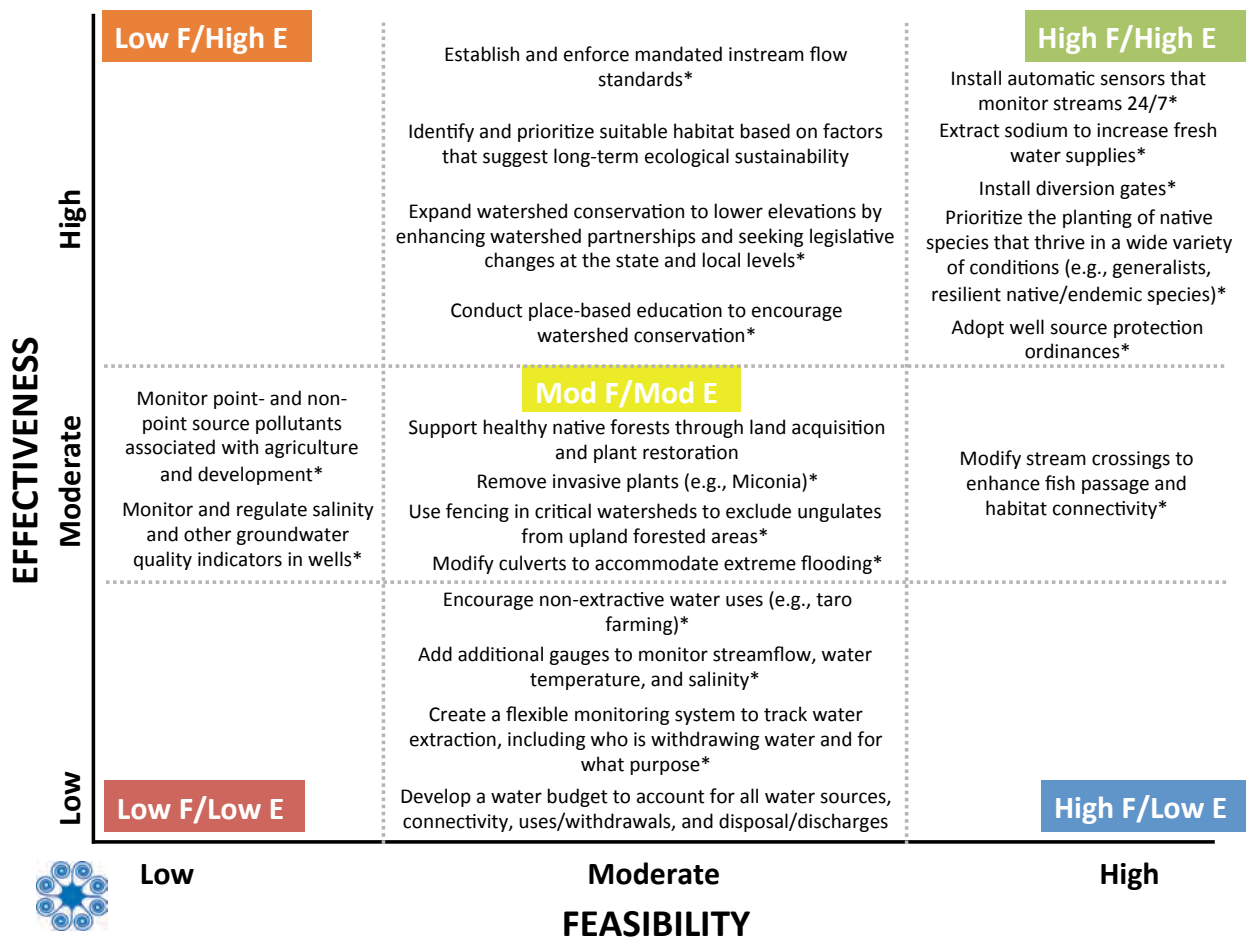 Low F/High E
Establish and enforce mandated instream flow
standards*
Identify and prioritize suitable habitat based on factors
that suggest long-term ecological sustainability
Expand watershed conservation to lower elevations by
enhancing watershed partnerships and seeking legislative
changes at the state and local levels*
Conduct place-based education to encourage
watershed conservation*
High F/High E
Install automatic sensors that
monitor streams 24/7*
Extract sodium to increase fresh
water supplies*
Install diversion gates*
Prioritize the planting of native
species that thrive in a wide variety
of conditions (e.g., generalists,
resilient native/endemic species)*
Adopt well source protection
ordinances*
High
EFFECTIVENESS
Moderate
Monitor point- and non-
point source pollutants
associated with agriculture
and development*
Monitor and regulate salinity
and other groundwater
quality indicators in wells*
Mod F/Mod E
Support healthy native forests through land acquisition
and plant restoration
Remove invasive plants (e.g., Miconia)*
Use fencing in critical watersheds to exclude ungulates
from upland forested areas*
Modify culverts to accommodate extreme flooding*
Modify stream crossings to
enhance fish passage and
habitat connectivity*
Low
Low F/Low E
Encourage non-extractive water uses (e.g., taro
farming)*
Add additional gauges to monitor streamflow, water
temperature, and salinity*
Create a flexible monitoring system to track water
extraction, including who is withdrawing water and for
what purpose*
Develop a water budget to account for all water sources,
connectivity, uses/withdrawals, and disposal/discharges
High F/Low E
Low
Moderate
High
FEASIBILITY